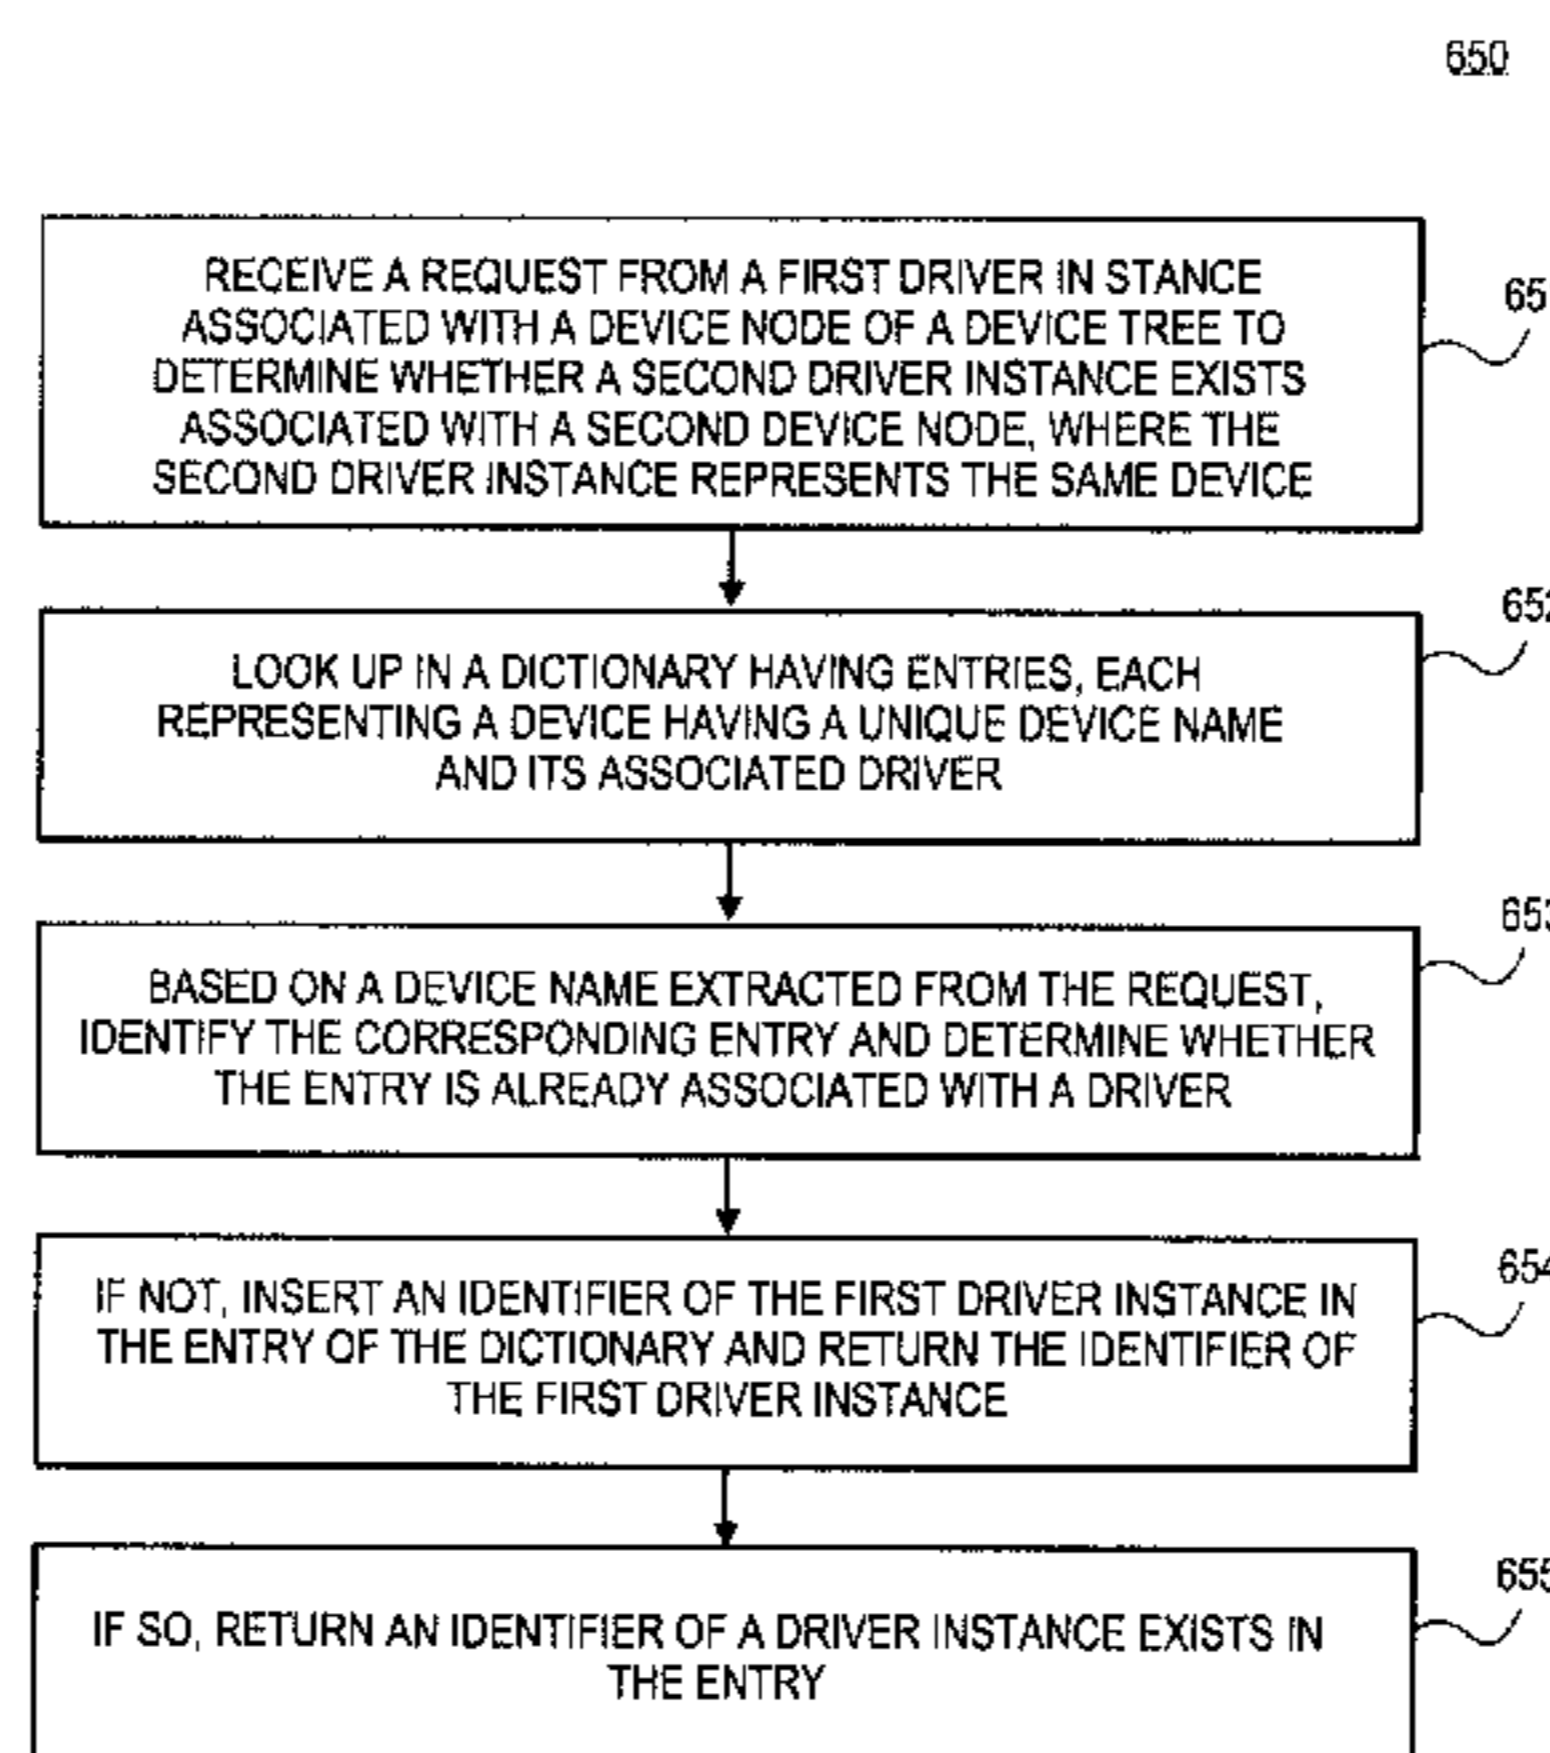 650
RECEIVE A REQUEST FROM A FIRST DRIVER IN STANCE
ASSOCIATED WITH A DEVICE NODE OF A DEVICE TREE TO
DETERMINE WHETHER A SECOND DRIVER INSTANCE EXISTS
ASSOCIATED WITH A SECOND DEVICE NODE, WHERE THE
SECOND DRIVER INSTANCE REPRESENTS THE SAME DEVICE
65
LOOK UP IN A DICTIONARY HAVING ENTRIES, EACH
REPRESENTING A DEVICE HAVING A UNIQUE DEVICE NAME
AND ITS ASSOCIATED DRIVER
652
BASED ON A DEVICE NAME EXTRACTED FROM THE REQUEST,
IDENTIFY THE CORRESPONDING ENTRY AND DETERMINE WHETHER
THE ENTRY IS ALREADY ASSOCIATED WITH A DRIVER
653
IF NOT, INSERT AN IDENTIFIER OF THE FIRST DRIVER INSTANCE IN
THE ENTRY OF THE DICTIONARY AND RETURN THE IDENTIFIER OF
THE FIRST DRIVER INSTANCE
654
IF SO, RETURN AN IDENTIFIER OF A DRIVER INSTANCE EXISTS IN
THE ENTRY
655